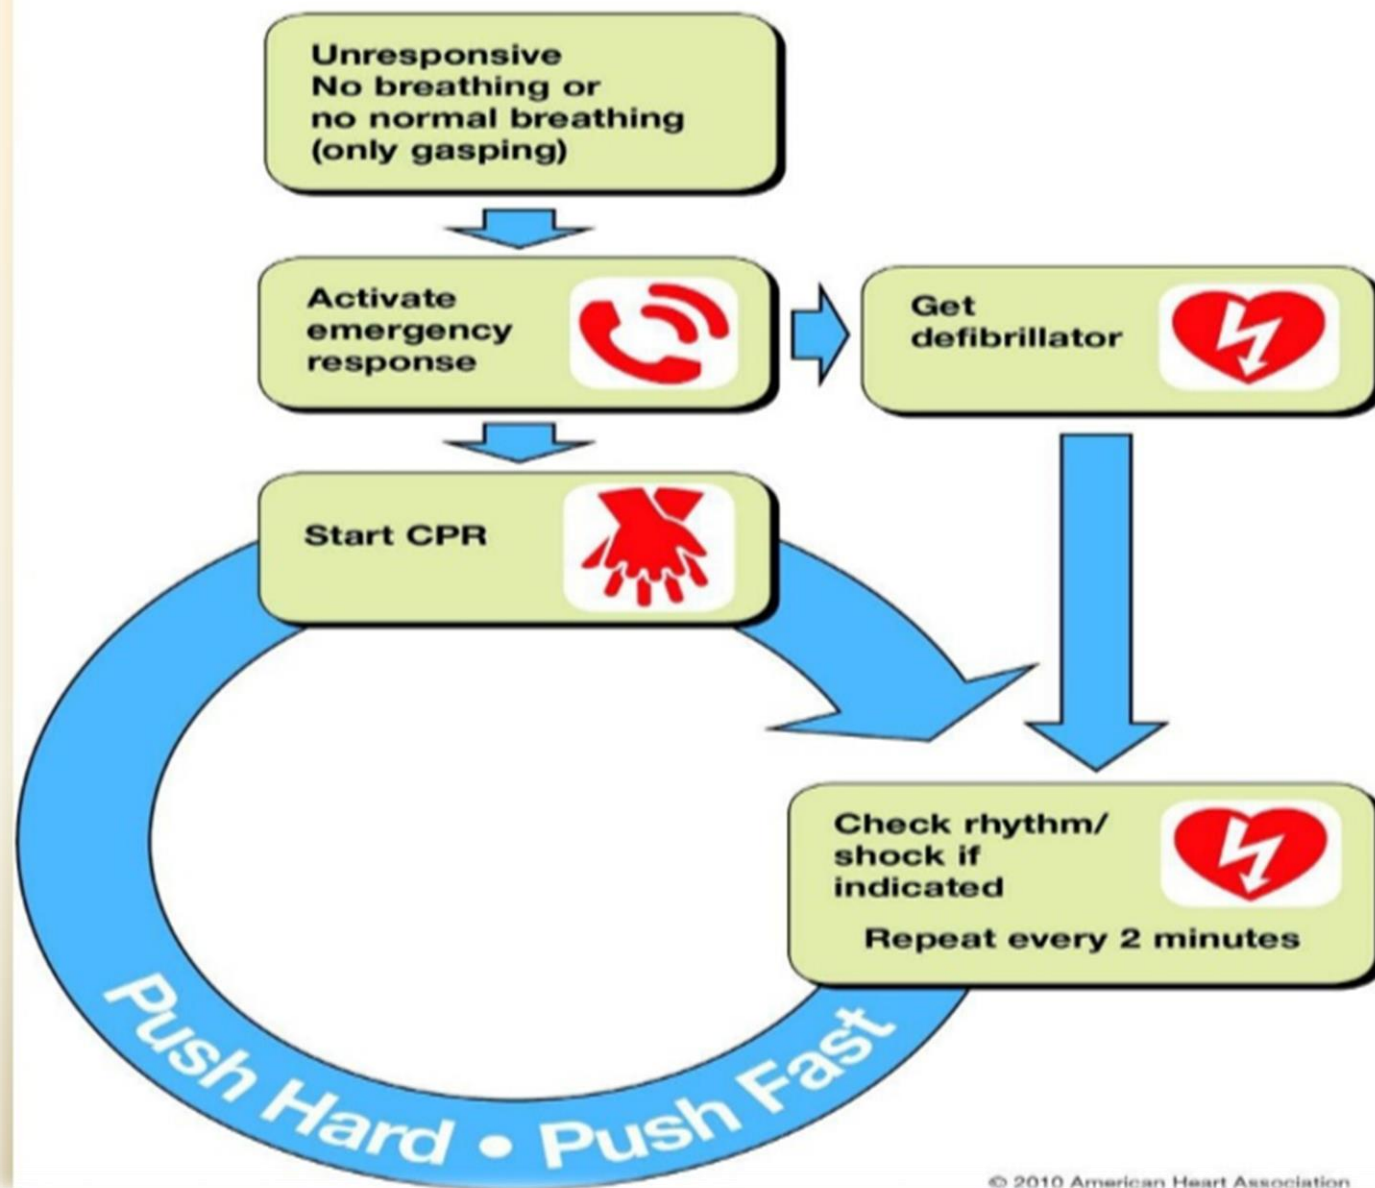 Unresponsive
No breathing or
no normal breathing
(only gasping)
Activate
emergency
response
Get
defibrillator
Start CPR
Check rhythm/
shock if
indicated
Repeat every 2 minutes
Push Hard • Push Fast
© 2010 American Heart Association